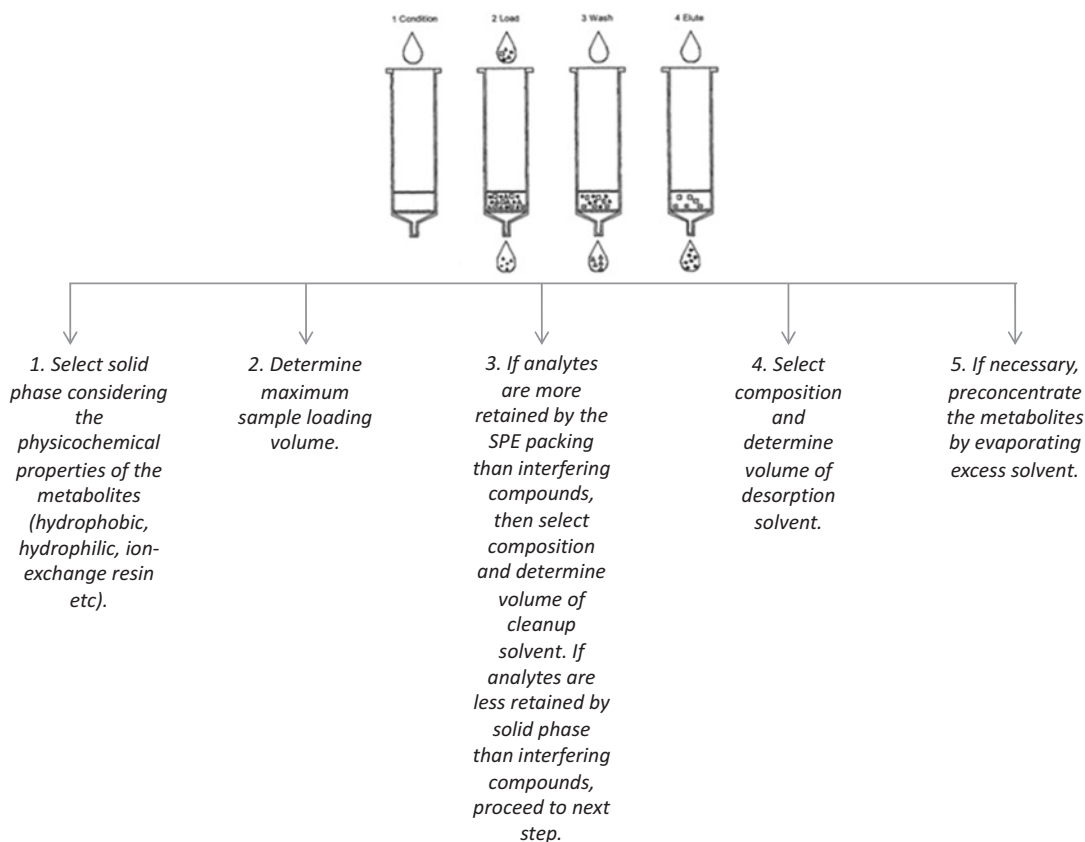 1 Condition
2 Load
3 Wash
4 Elute
1. Select solid
phase considering
the
physicochemical
properties of the
metabolites
(hydrophobic,
hydrophilic, ion-
exchange resin
etc).
2. Determine
maximum
sample loading
volume.
3. If analytes
are more
retained by the
SPE packing
than interfering
compounds,
then select
composition
and determine
volume of
cleanup
solvent. If
analytes are
less retained by
solid phase
than interfering
compounds,
proceed to next
step.
4. Select
composition
and
determine
volume of
desorption
solvent.
5. If necessary,
preconcentrate
the metabolites
by evaporating
excess solvent.